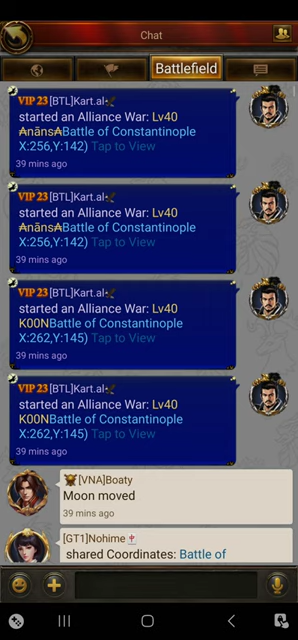 Chat
Battlefield
VIP 23 [BTL]Kart.al
started an Alliance War: Lv40
₳nāns₳Battle of Constantinople
X:256,Y:142) Tap to View
39 mins ago
VIP 23 [BTL]Kart.al
started an Alliance War: Lv40
₳nāns₳Battle of Constantinople
X:256,Y:142) Tap to View
39 mins ago
VIP 23 [BTL]Kart.al
started an Alliance War: Lv40
K00NBattle of Constantinople
X:262,Y:145) Tap to View
39 mins ago
VIP 23 [BTL]Kart.al
started an Alliance War: Lv40
K00NBattle of Constantinople
X:262,Y:145) Tap to View
39 mins ago
[VNA]Boaty
Moon moved
39 mins ago
[GT1]Nohime🀄
shared Coordinates: Battle of